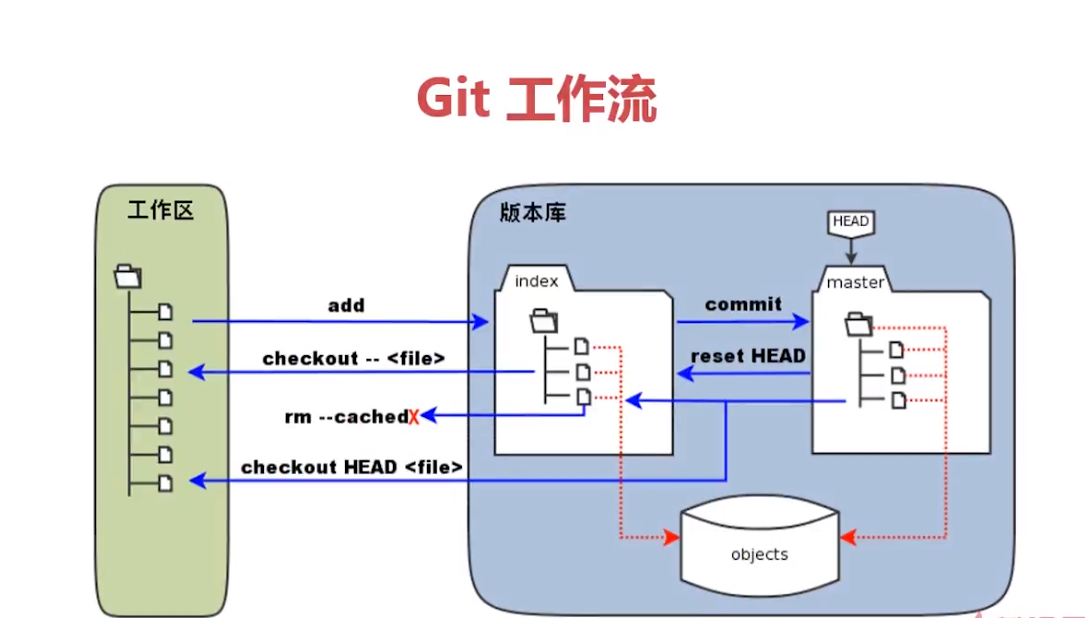 Git 工作流
工作区
版本库
HEAD
index
master
add
commit
checkout -- <file>
reset HEAD
rm --cachedX
checkout HEAD <file>
objects